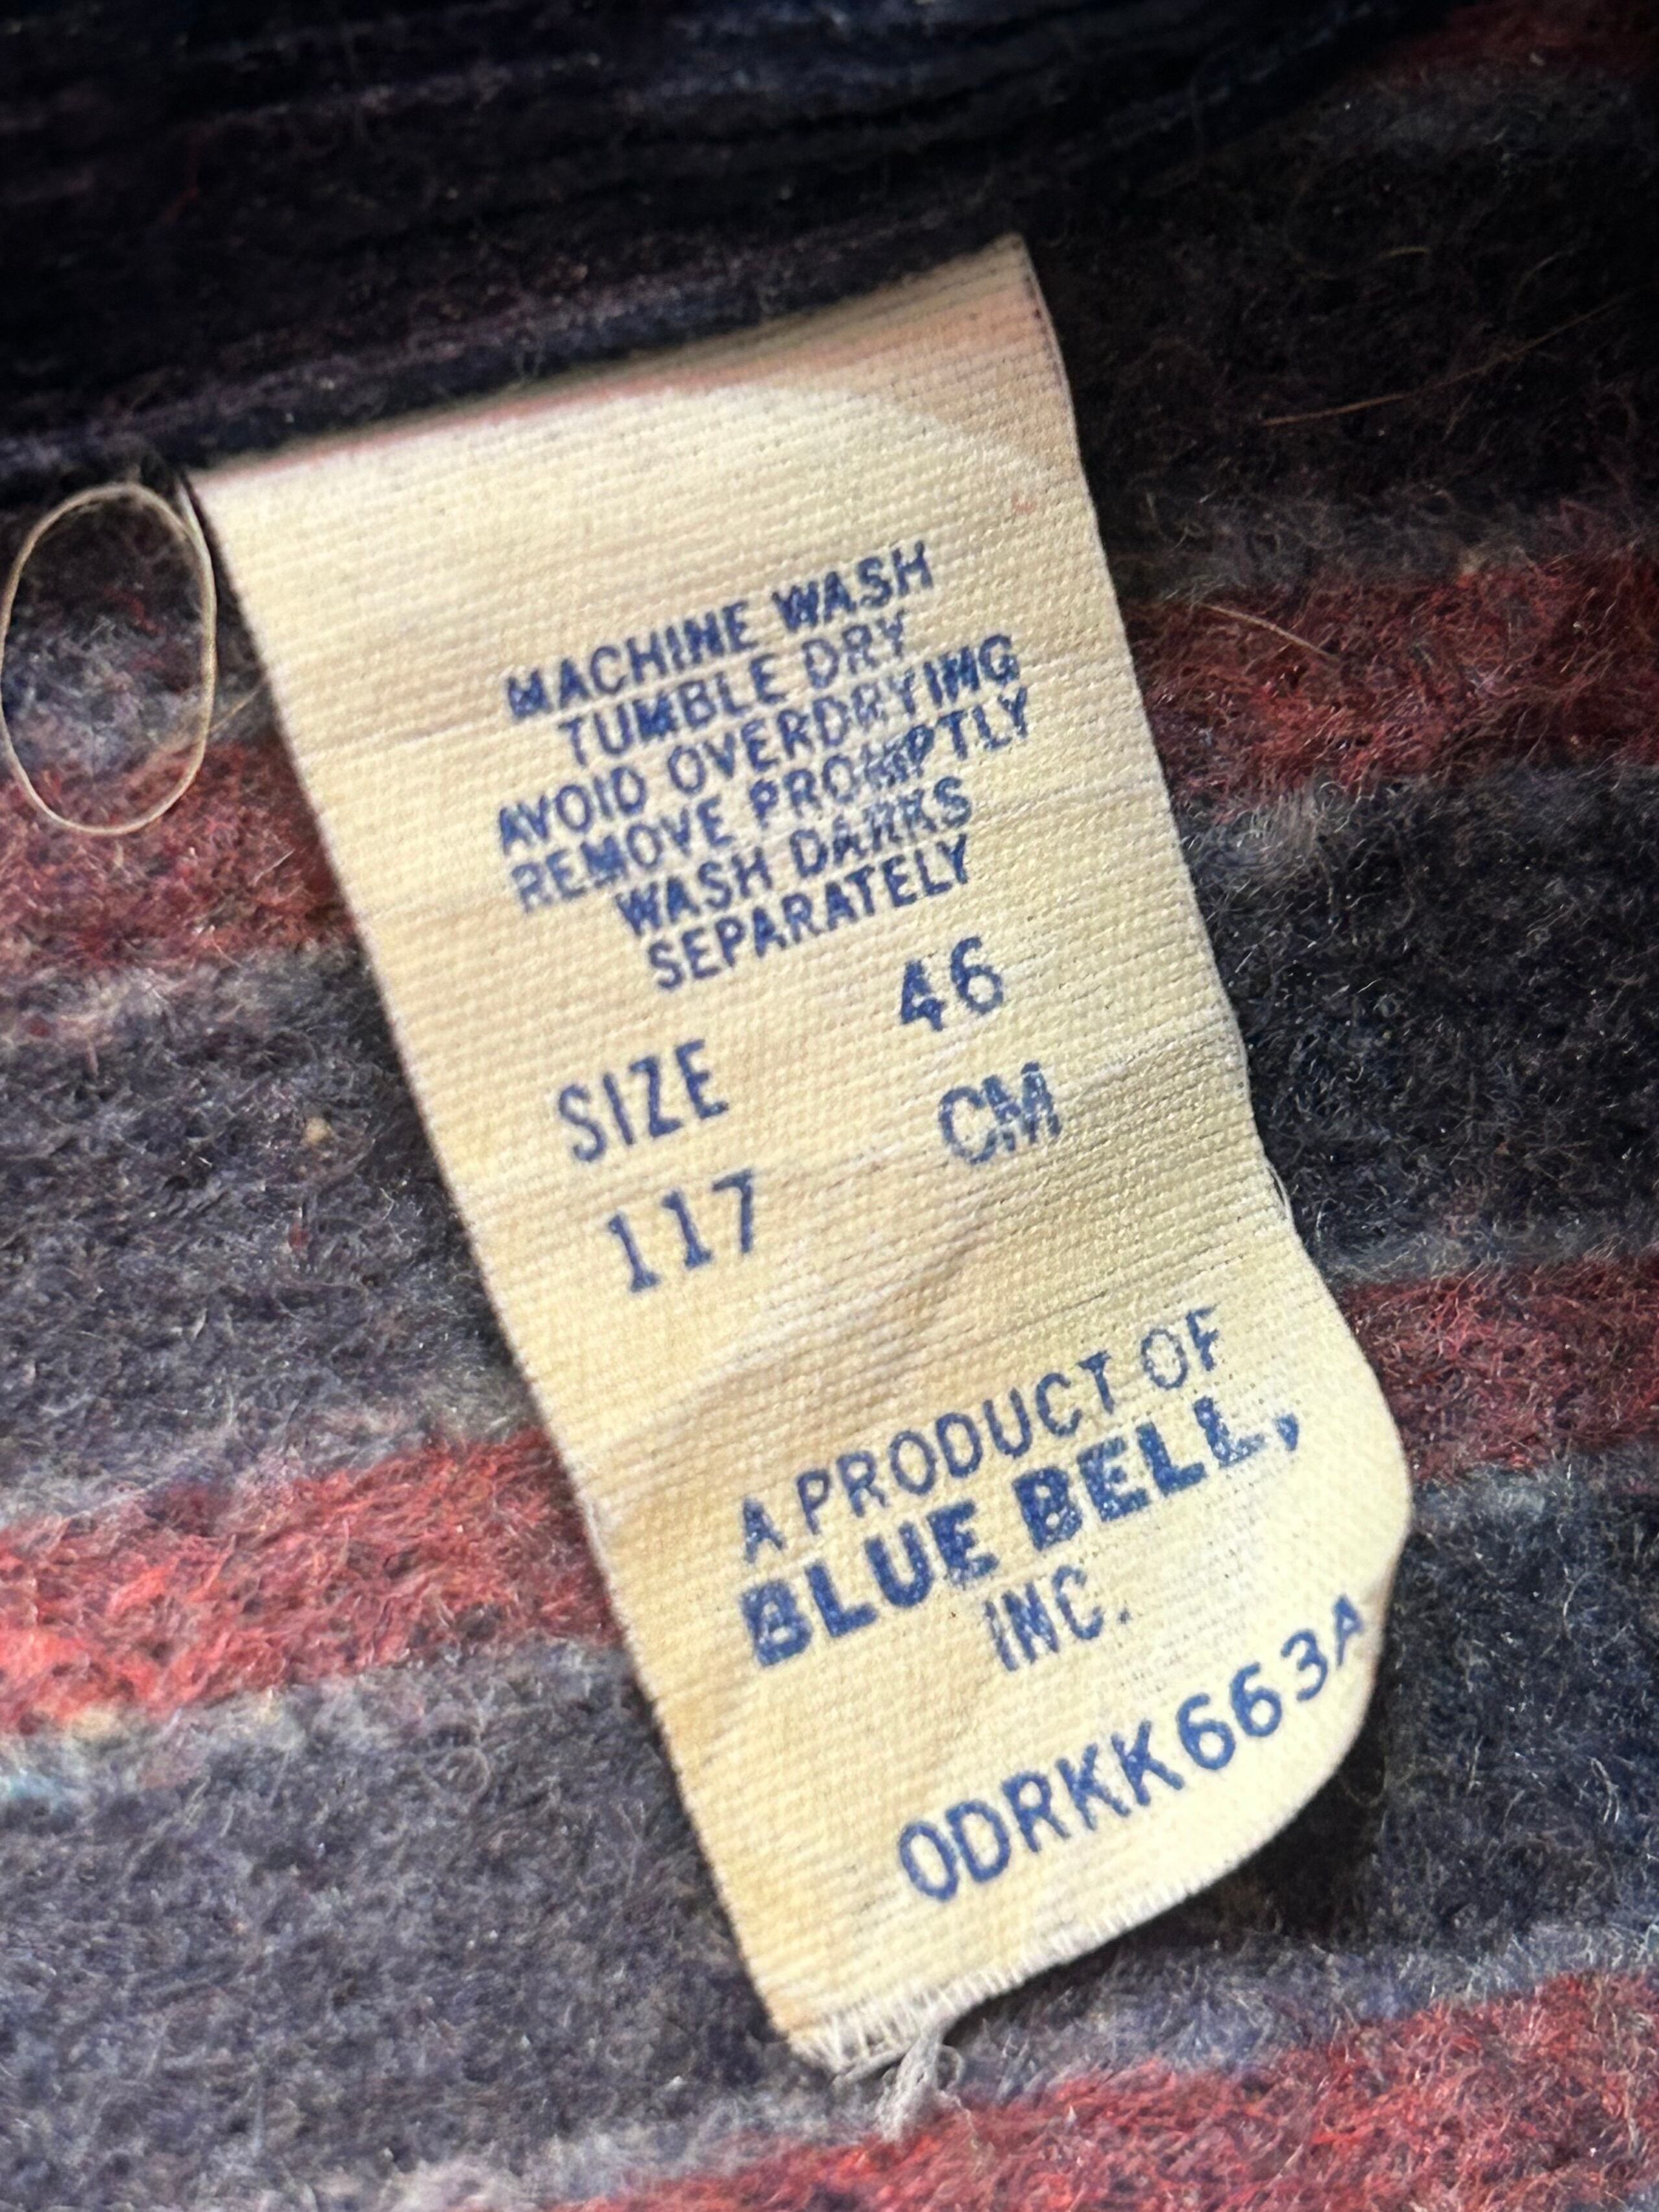 MACHINE WASH
TUMBLE DRY
AVOID OVERDRYING
REMOVE PROMPTLY
WASH DARKS
SEPARATELY
SIZE 46
117 CM
A PRODUCT OF
BLUE BELL,
INC.
ODRKK663A